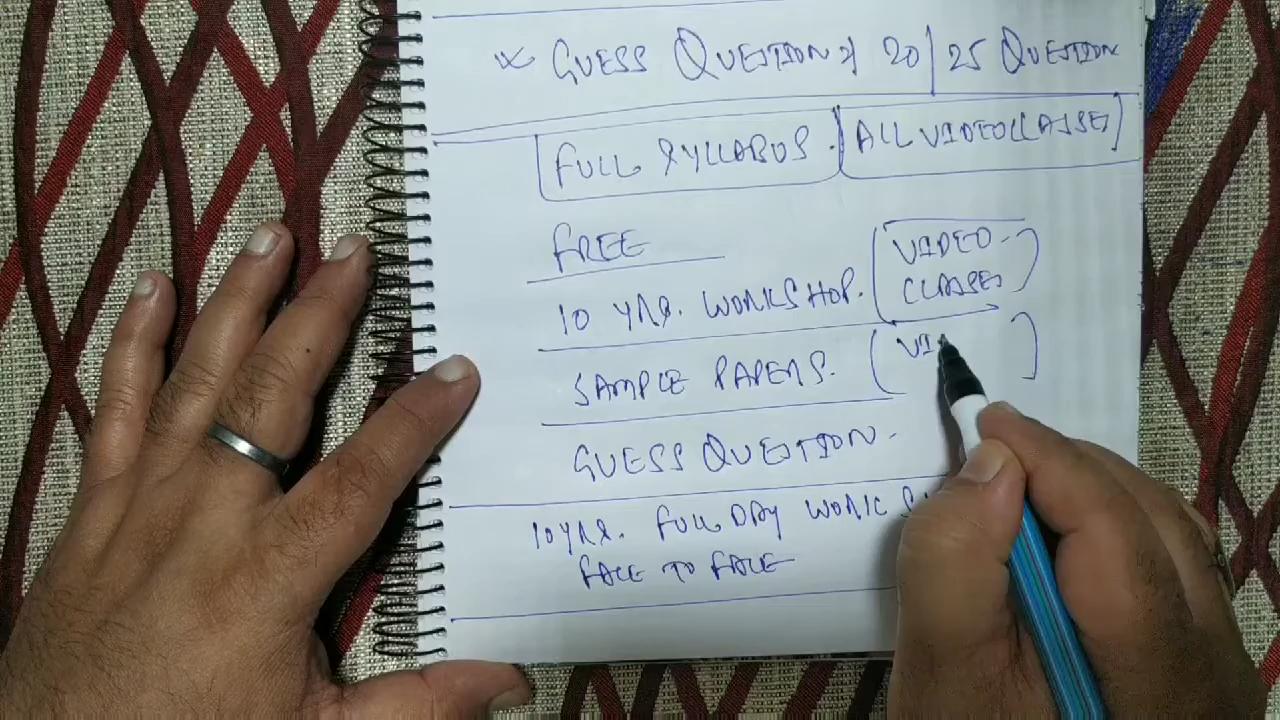 * GUESS QUESTION 20/25 QUESTION
FULL SYLLABUS. ALL VIDEO CLASSES
FREE
10 YRS. WORKSHOP. (VIDEO CLASSES)
SAMPLE PAPERS. (VI )
GUESS QUESTION.
10 YRS. FULL DAY WORK
FACE TO FACE